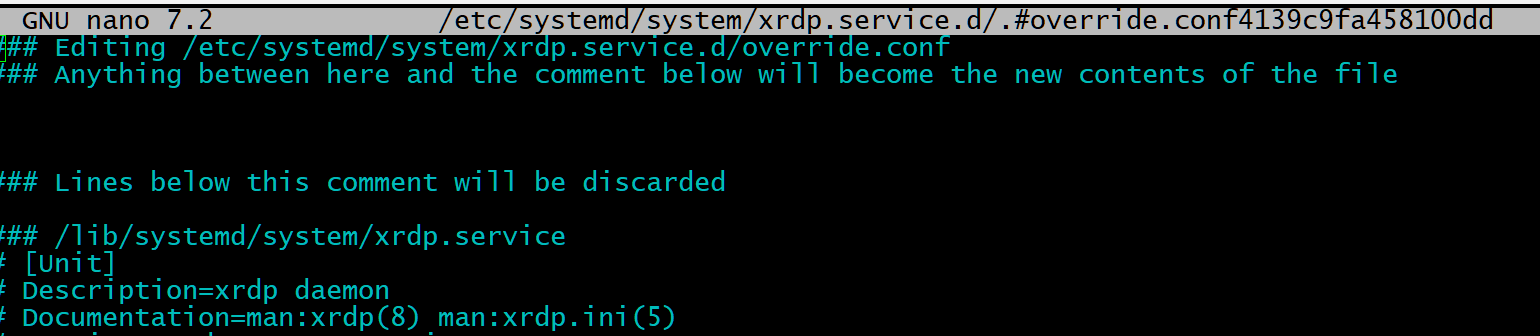 GNU nano 7.2 /etc/systemd/system/xrdp.service.d/.#override.conf4139c9fa458100dd
### Editing /etc/systemd/system/xrdp.service.d/override.conf
### Anything between here and the comment below will become the new contents of the file
### Lines below this comment will be discarded
### /lib/systemd/system/xrdp.service
# [Unit]
# Description=xrdp daemon
# Documentation=man:xrdp(8) man:xrdp.ini(5)